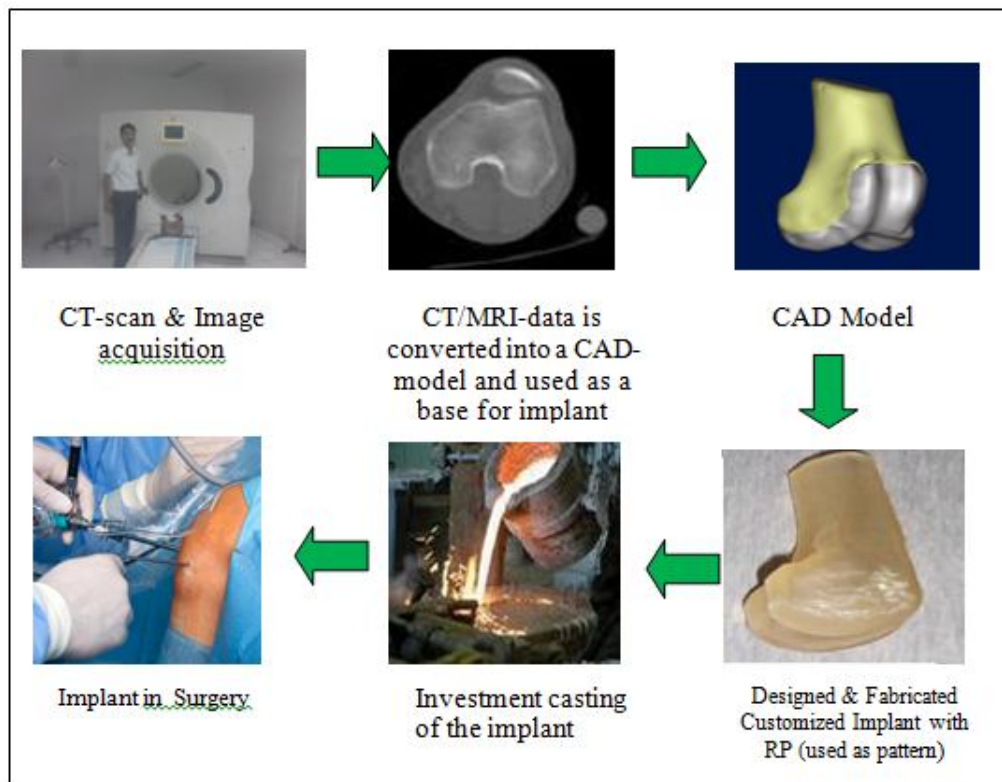 CT-scan & Image
acquisition
CT/MRI-data is
converted into a CAD-
model and used as a
base for implant
CAD Model
Implant in Surgery
Investment casting
of the implant
Designed & Fabricated
Customized Implant with
RP (used as pattern)